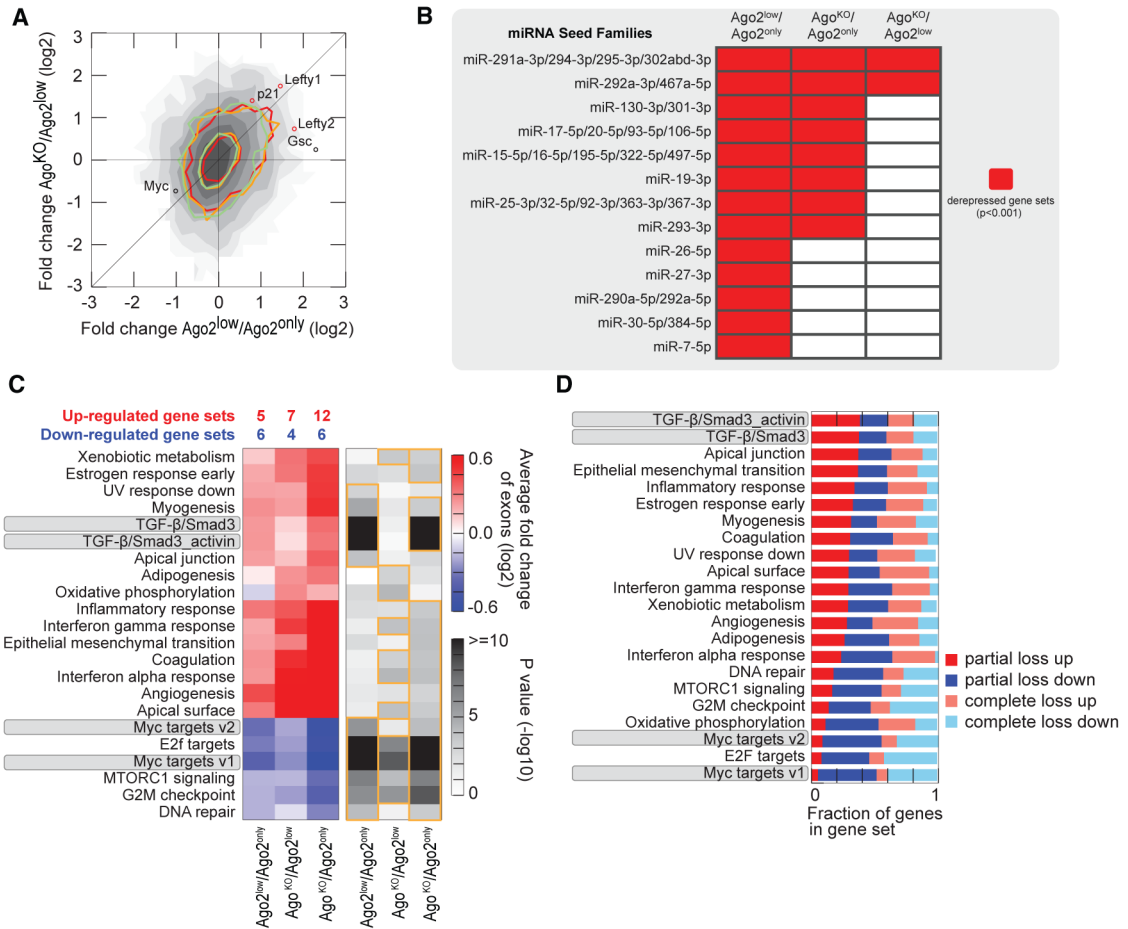 A
3
2
1
0
-1
-2
-3
-3 -2 -1 0 1 2 3
Fold change Ago^KO/Ago2^low (log2)
Fold change Ago2^low/Ago2^only (log2)
Lefty1
p21
Lefty2
Gsc
Myc
B
miRNA Seed Families
Ago2^low/ Ago2^only
Ago^KO/ Ago2^only
Ago^KO/ Ago2^low
miR-291a-3p/294-3p/295-3p/302abd-3p
miR-292a-3p/467a-5p
miR-130-3p/301-3p
miR-17-5p/20-5p/93-5p/106-5p
miR-15-5p/16-5p/195-5p/322-5p/497-5p
miR-19-3p
miR-25-3p/32-5p/92-3p/363-3p/367-3p
miR-293-3p
miR-26-5p
miR-27-3p
miR-290a-5p/292a-5p
miR-30-5p/384-5p
miR-7-5p
derepressed gene sets
(p<0.001)
C
Up-regulated gene sets 5 7 12
Down-regulated gene sets 6 4 6
Xenobiotic metabolism
Estrogen response early
UV response down
Myogenesis
TGF-β/Smad3
TGF-β/Smad3_activin
Apical junction
Adipogenesis
Oxidative phosphorylation
Inflammatory response
Interferon gamma response
Epithelial mesenchymal transition
Coagulation
Interferon alpha response
Angiogenesis
Apical surface
Myc targets v2
E2f targets
Myc targets v1
MTORC1 signaling
G2M checkpoint
DNA repair
Ago2^low/Ago2^only
Ago^KO/Ago2^low
Ago^KO/Ago2^only
Ago2^low/Ago2^only
Ago^KO/Ago2^low
Ago^KO/Ago2^only
0.6
0.0
-0.6
Average fold change
of exons (log2)
>=10
5
0
P value (-log10)
D
TGF-β/Smad3_activin
TGF-β/Smad3
Apical junction
Epithelial mesenchymal transition
Inflammatory response
Estrogen response early
Myogenesis
Coagulation
UV response down
Apical surface
Interferon gamma response
Xenobiotic metabolism
Angiogenesis
Adipogenesis
Interferon alpha response
DNA repair
MTORC1 signaling
G2M checkpoint
Oxidative phosphorylation
Myc targets v2
E2F targets
Myc targets v1
0 1
Fraction of genes
in gene set
partial loss up
partial loss down
complete loss up
complete loss down